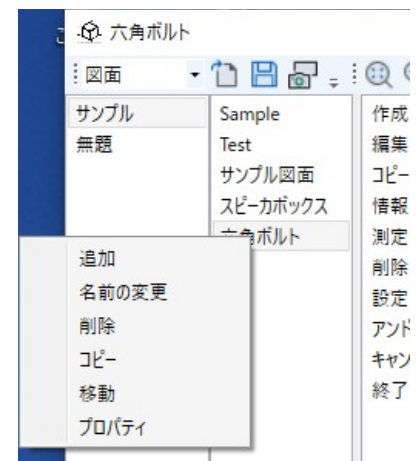 六角ボルト
図面
サンプル
無題
Sample
Test
サンプル図面
スピーカボックス
六角ボルト
作成
編集
コピー
情報
測定
削除
設定
アンド
キャン
終了
追加
名前の変更
削除
コピー
移動
プロパティ